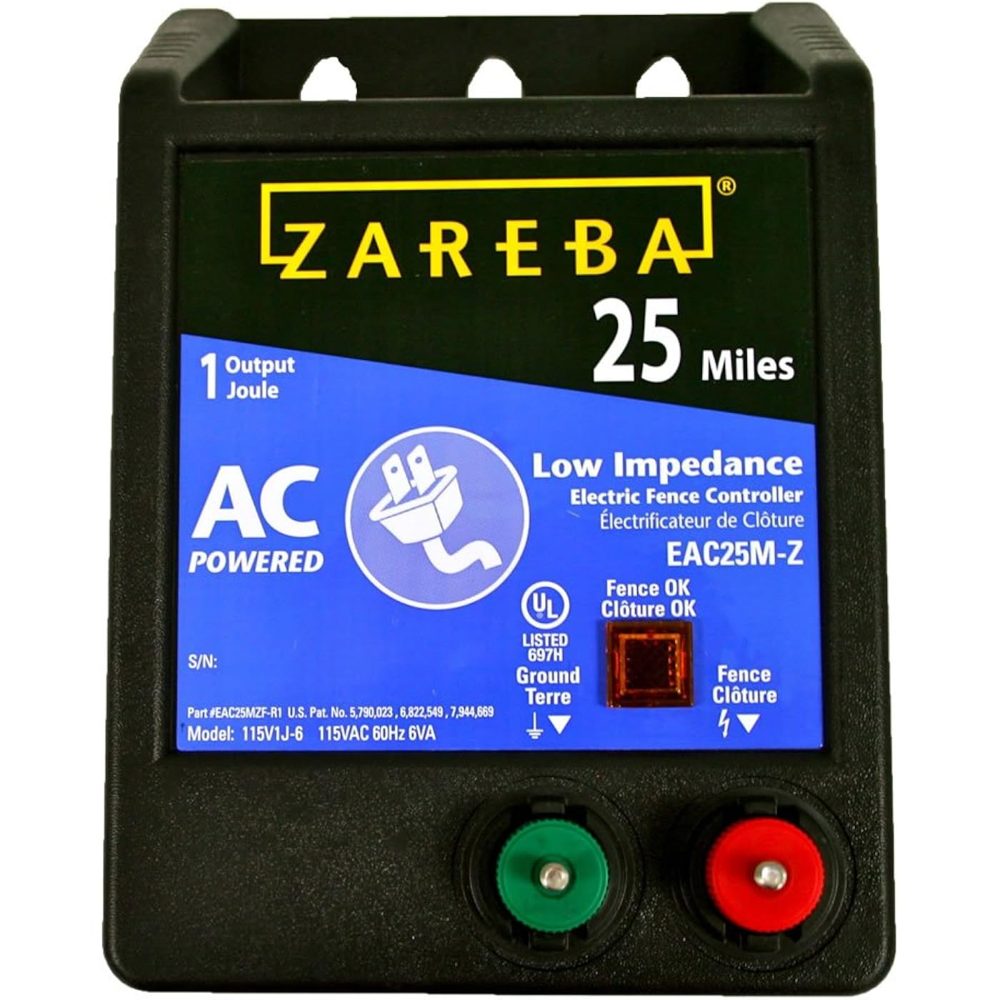 ZAREBA®
25 Miles
1 Output
Joule
AC
POWERED
Low Impedance
Electric Fence Controller
Électrificateur de Clôture
EAC25M-Z
Fence OK
Clôture OK
UL
LISTED
697H
Ground
Terre
Fence
Clôture
S/N:
Part #EAC25MZF-R1 U.S. Pat. No. 5,790,023 , 6,822,549 , 7,944,669
Model: 115V1J-6 115VAC 60Hz 6VA